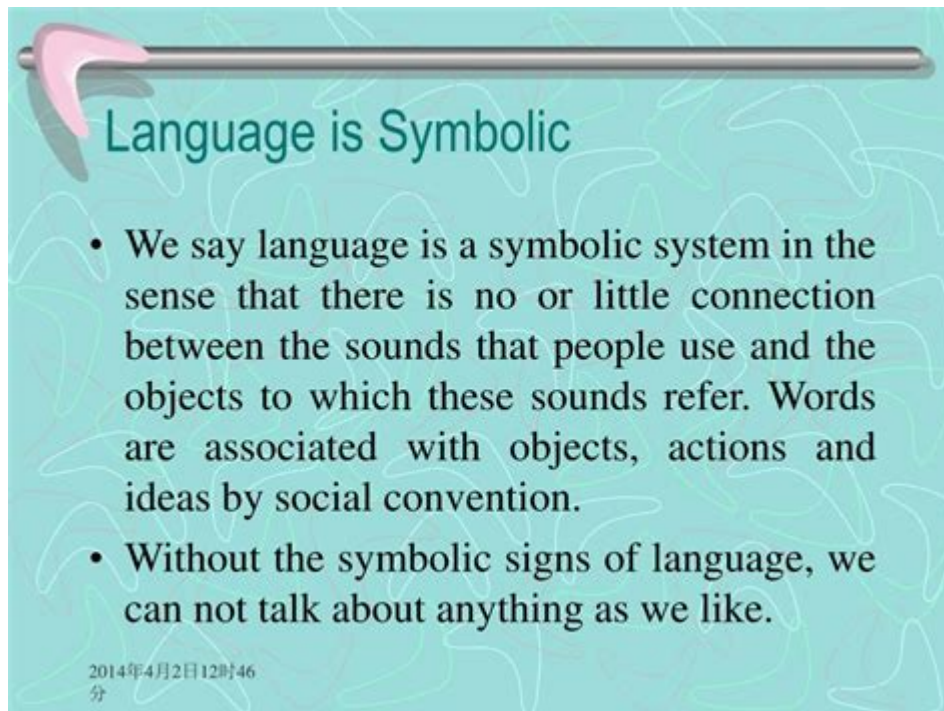 Language is Symbolic
• We say language is a symbolic system in the
sense that there is no or little connection
between the sounds that people use and the
objects to which these sounds refer. Words
are associated with objects, actions and
ideas by social convention.
• Without the symbolic signs of language, we
can not talk about anything as we like.
2014年4月2日12时46
分